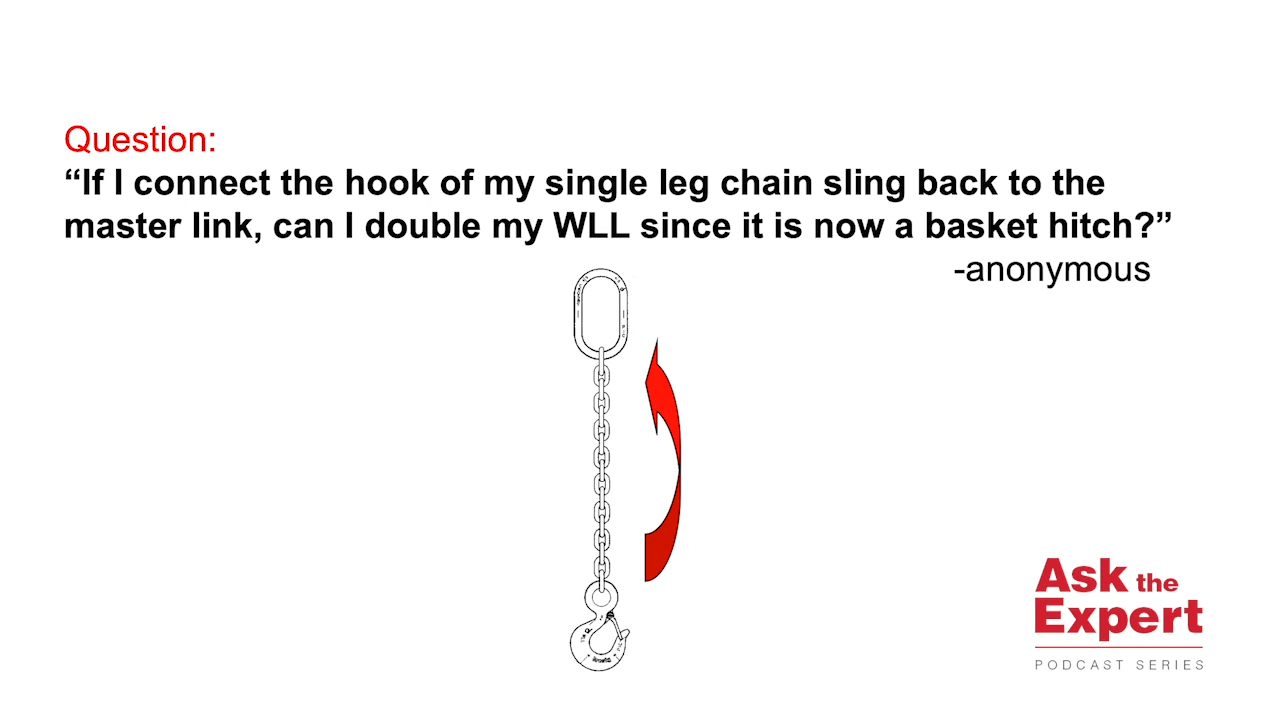 Question:
“If I connect the hook of my single leg chain sling back to the
master link, can I double my WLL since it is now a basket hitch?”
-anonymous
Ask the
Expert
PODCAST SERIES